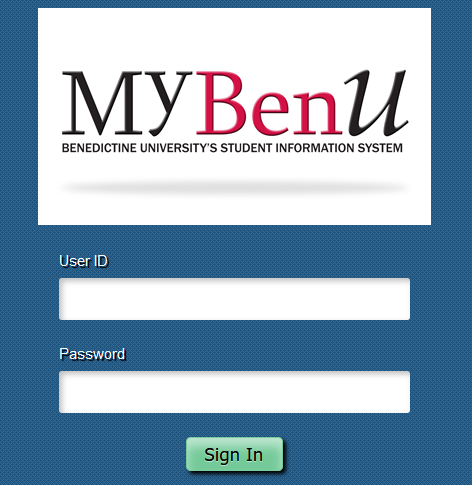 MyBenU
BENEDICTINE UNIVERSITY'S STUDENT INFORMATION SYSTEM
User ID
Password
Sign In